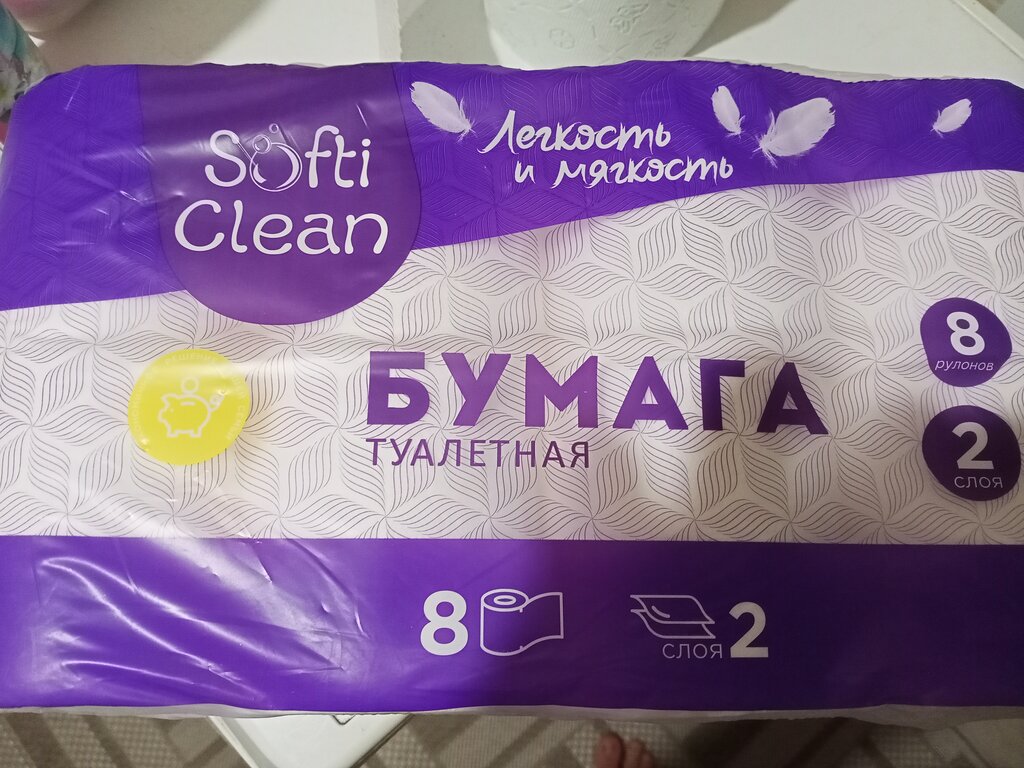 Softi
Clean
Легкость
и мягкость
БУМАГА
ТУАЛЕТНАЯ
8
рулонов
2
слоя
8
слоя 2